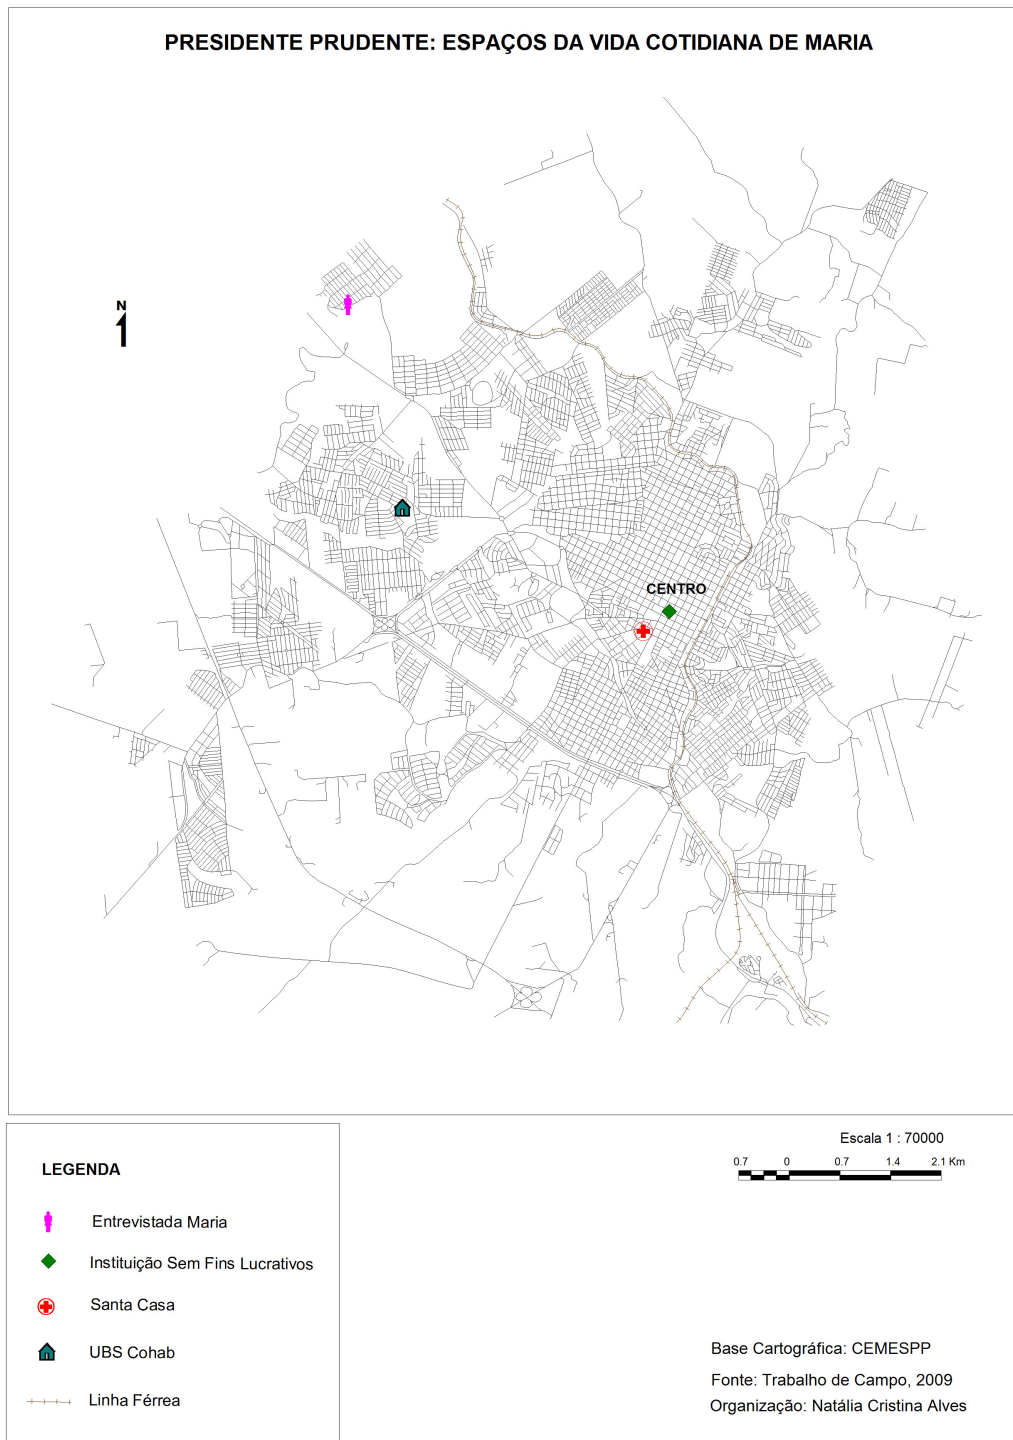 PRESIDENTE PRUDENTE: ESPAÇOS DA VIDA COTIDIANA DE MARIA
N
CENTRO
LEGENDA
Entrevistada Maria
Instituição Sem Fins Lucrativos
Santa Casa
UBS Cohab
Linha Férrea
Escala 1 : 70000
0.7 0 0.7 1.4 2.1 Km
Base Cartográfica: CEMESPP
Fonte: Trabalho de Campo, 2009
Organização: Natália Cristina Alves